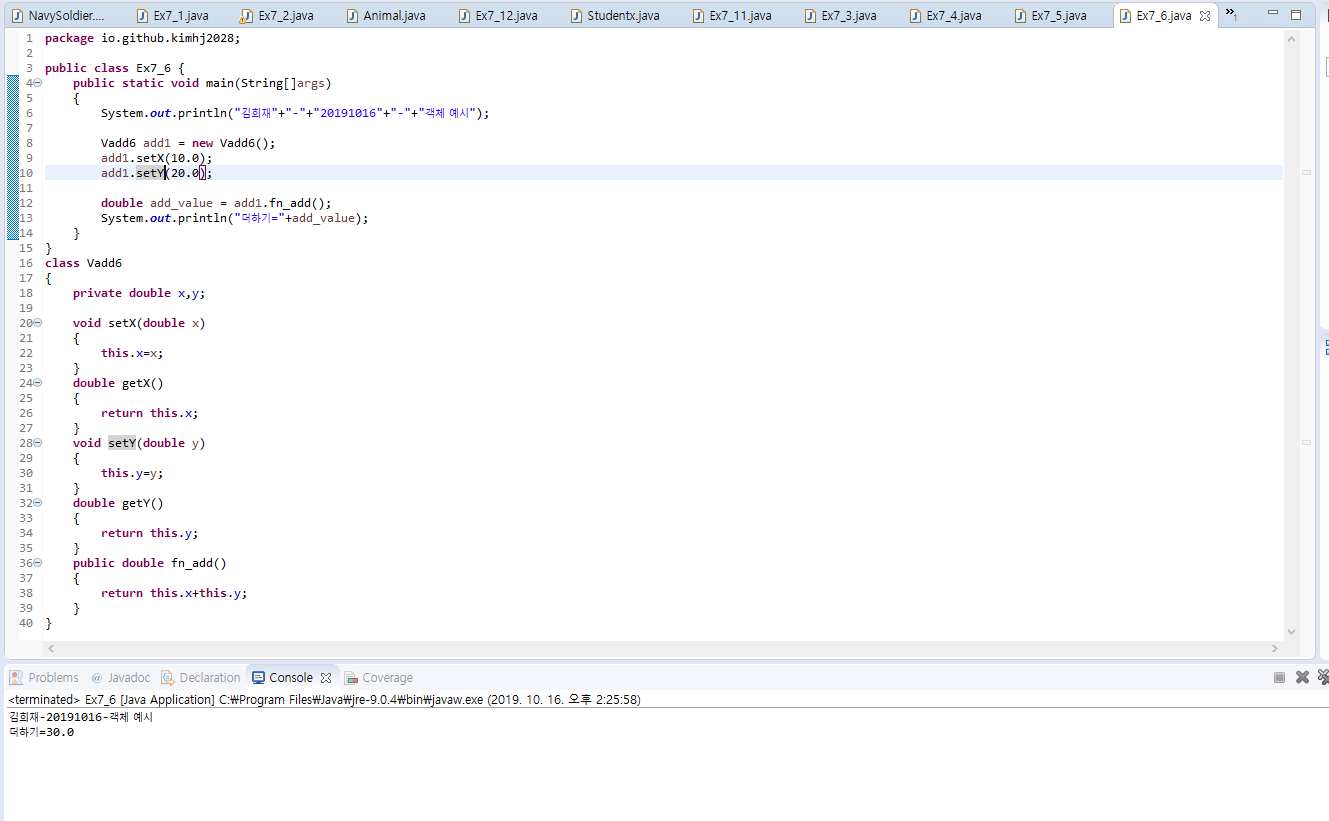 NavySoldier.... Ex7_1.java Ex7_2.java Animal.java Ex7_12.java Studentx.java Ex7_11.java Ex7_3.java Ex7_4.java Ex7_5.java Ex7_6.java »1
1 package io.github.kimhj2028;
2
3 public class Ex7_6 {
4 public static void main(String[]args)
5 {
6 System.out.println("김희재"+"-"+"20191016"+"-"+"객체 예시");
7
8 Vadd6 add1 = new Vadd6();
9 add1.setX(10.0);
10 add1.setY(20.0);
11
12 double add_value = add1.fn_add();
13 System.out.println("더하기="+add_value);
14 }
15 }
16 class Vadd6
17 {
18 private double x,y;
19
20 void setX(double x)
21 {
22 this.x=x;
23 }
24 double getX()
25 {
26 return this.x;
27 }
28 void setY(double y)
29 {
30 this.y=y;
31 }
32 double getY()
33 {
34 return this.y;
35 }
36 public double fn_add()
37 {
38 return this.x+this.y;
39 }
40 }
Problems @ Javadoc Declaration Console Coverage
<terminated> Ex7_6 [Java Application] C:₩Program Files₩Java₩jre-9.0.4₩bin₩javaw.exe (2019. 10. 16. 오후 2:25:58)
김희재-20191016-객체 예시
더하기=30.0